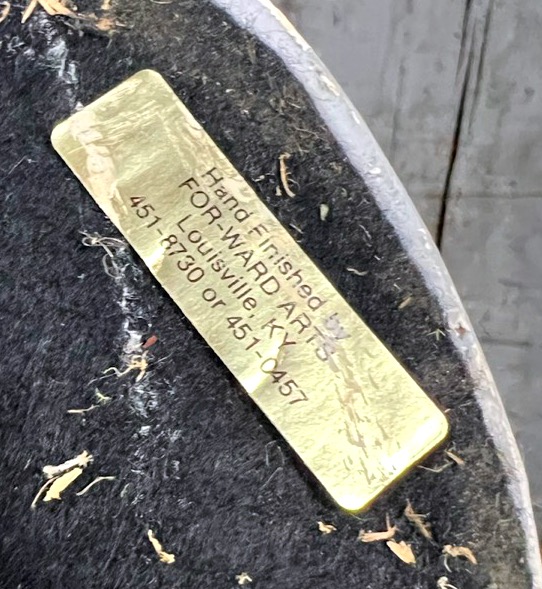 Hand Finished by
FOR-WARD ARTS
Louisville, KY
451-8730 or 451-0457